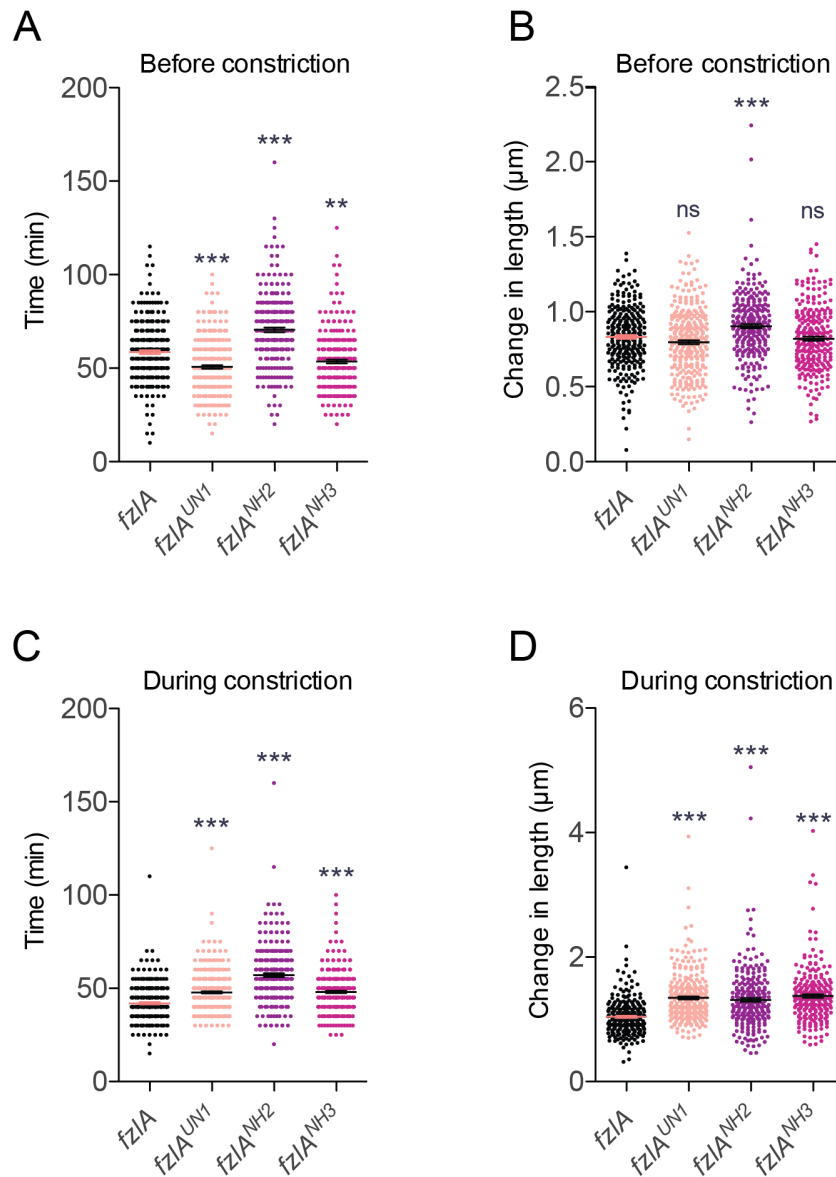 A
Before constriction
200
150
100
50
0
Time (min)
***
***
**
fzlA
fzlA^UN1
fzlA^NH2
fzlA^NH3
B
Before constriction
2.5
2.0
1.5
1.0
0.5
0.0
Change in length (µm)
ns
***
ns
fzlA
fzlA^UN1
fzlA^NH2
fzlA^NH3
C
During constriction
200
150
100
50
0
Time (min)
***
***
***
fzlA
fzlA^UN1
fzlA^NH2
fzlA^NH3
D
During constriction
6
4
2
0
Change in length (µm)
***
***
***
fzlA
fzlA^UN1
fzlA^NH2
fzlA^NH3